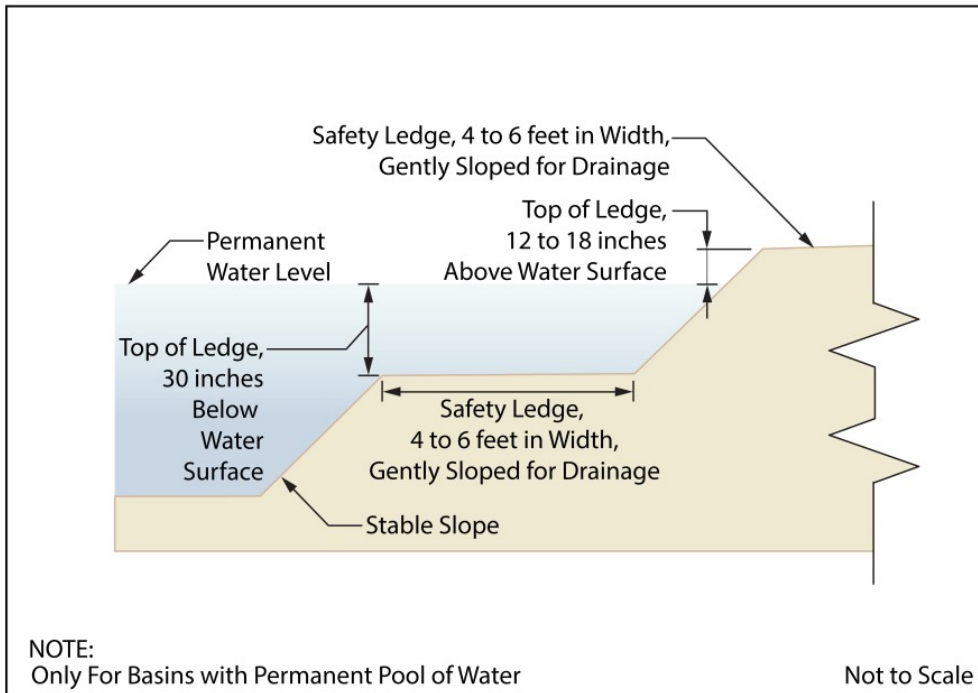 Safety Ledge, 4 to 6 feet in Width,
Gently Sloped for Drainage
Top of Ledge,
12 to 18 inches
Above Water Surface
Permanent
Water Level
Top of Ledge,
30 inches
Below
Water
Surface
Safety Ledge,
4 to 6 feet in Width,
Gently Sloped for Drainage
Stable Slope
NOTE:
Only For Basins with Permanent Pool of Water
Not to Scale